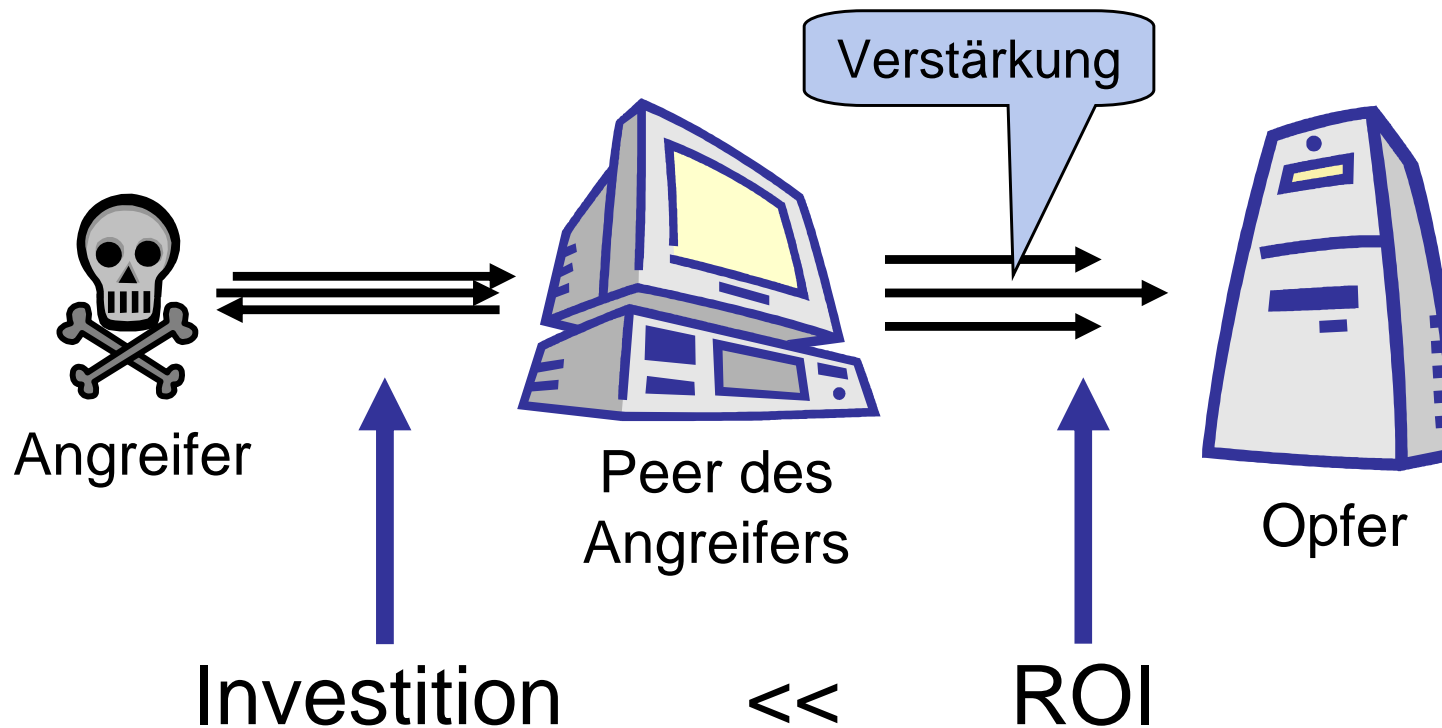 Verstärkung
Angreifer
Peer des
Angreifers
Opfer
Investition << ROI